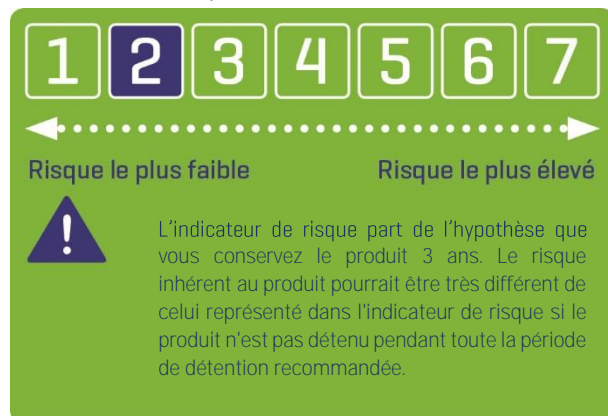 1 2 3 4 5 6 7
Risque le plus faible Risque le plus élevé
!
L'indicateur de risque part de l'hypothèse que
vous conservez le produit 3 ans. Le risque
inhérent au produit pourrait être très différent de
celui représenté dans l'indicateur de risque si le
produit n'est pas détenu pendant toute la période
de détention recommandée.